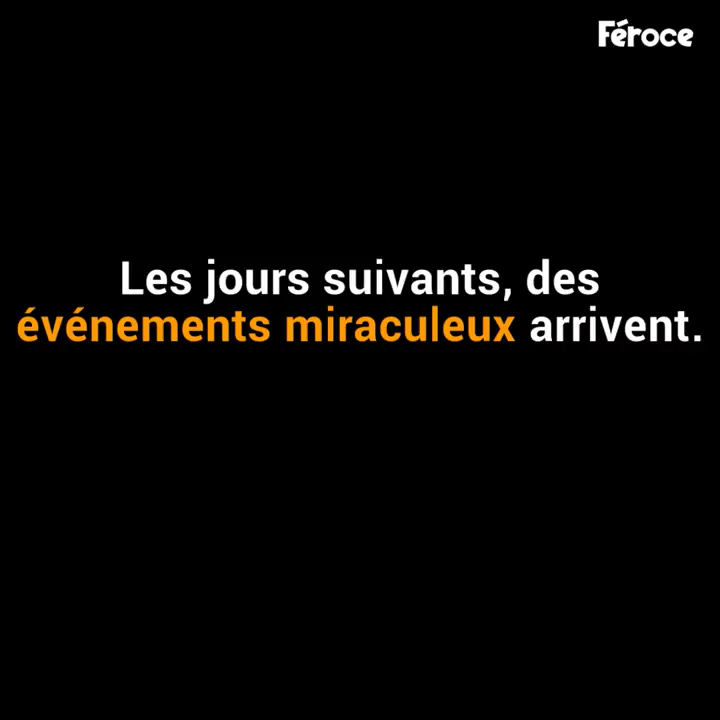 Féroce
Les jours suivants, des
événements miraculeux arrivent.